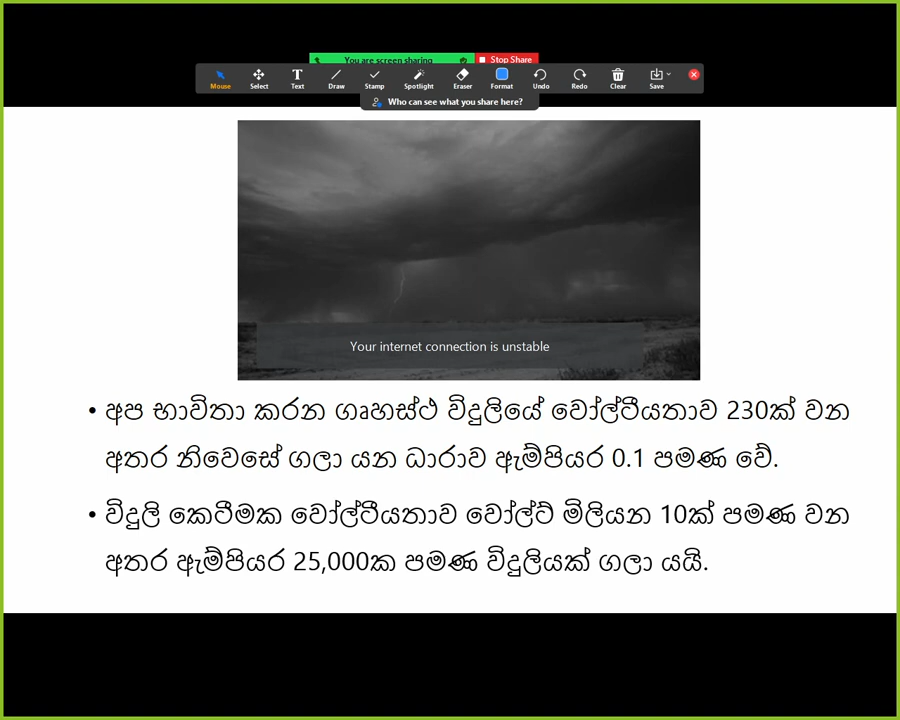 You are screen sharing Stop Share
Mouse Select Text Draw Stamp Spotlight Eraser Format Undo Redo Clear Save
Who can see what you share here?
Your internet connection is unstable
• අප භාවිතා කරන ගෘහස්ථ විදුලියේ වෝල්ටීයතාව 230ක් වන
අතර නිවෙසේ ගලා යන ධාරාව ඇම්පියර 0.1 පමණ වේ.
• විදුලි කෙටීමක වෝල්ටීයතාව වෝල්ට් මිලියන 10ක් පමණ වන
අතර ඇම්පියර 25,000ක පමණ විදුලියක් ගලා යයි.